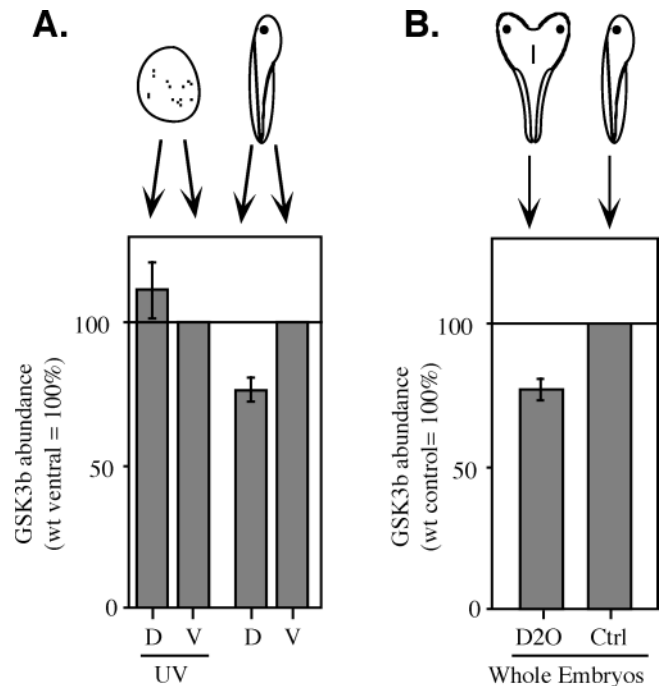 A.
B.
GSK3b abundance
(wt ventral = 100%)
100
50
0
D V D V
UV
GSK3b abundance
(wt control= 100%)
100
50
0
D2O Ctrl
Whole Embryos